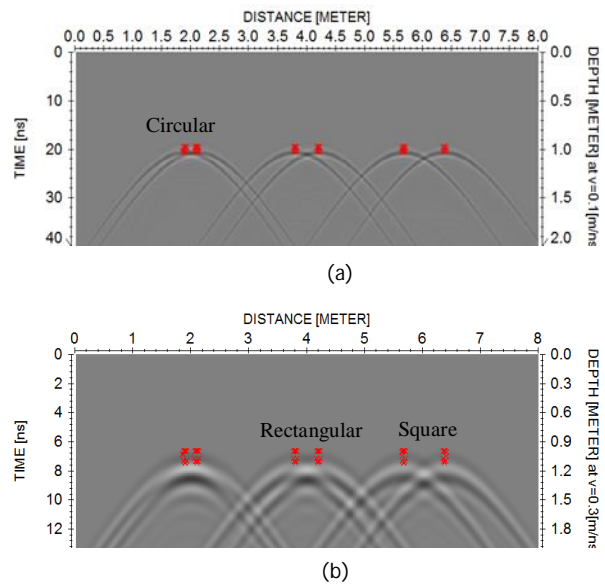 DISTANCE [METER]
0.0 0.5 1.0 1.5 2.0 2.5 3.0 3.5 4.0 4.5 5.0 5.5 6.0 6.5 7.0 7.5 8.0
TIME [ns]
0
10
20
30
40
Circular
DEPTH [METER] at v=0.1[m/ns
0.0
0.5
1.0
1.5
2.0
(a)
DISTANCE [METER]
0 1 2 3 4 5 6 7 8
TIME [ns]
0
2
4
6
8
10
12
Rectangular Square
DEPTH [METER] at v=0.3[m/ns
0.0
0.3
0.6
0.9
1.2
1.5
1.8
(b)